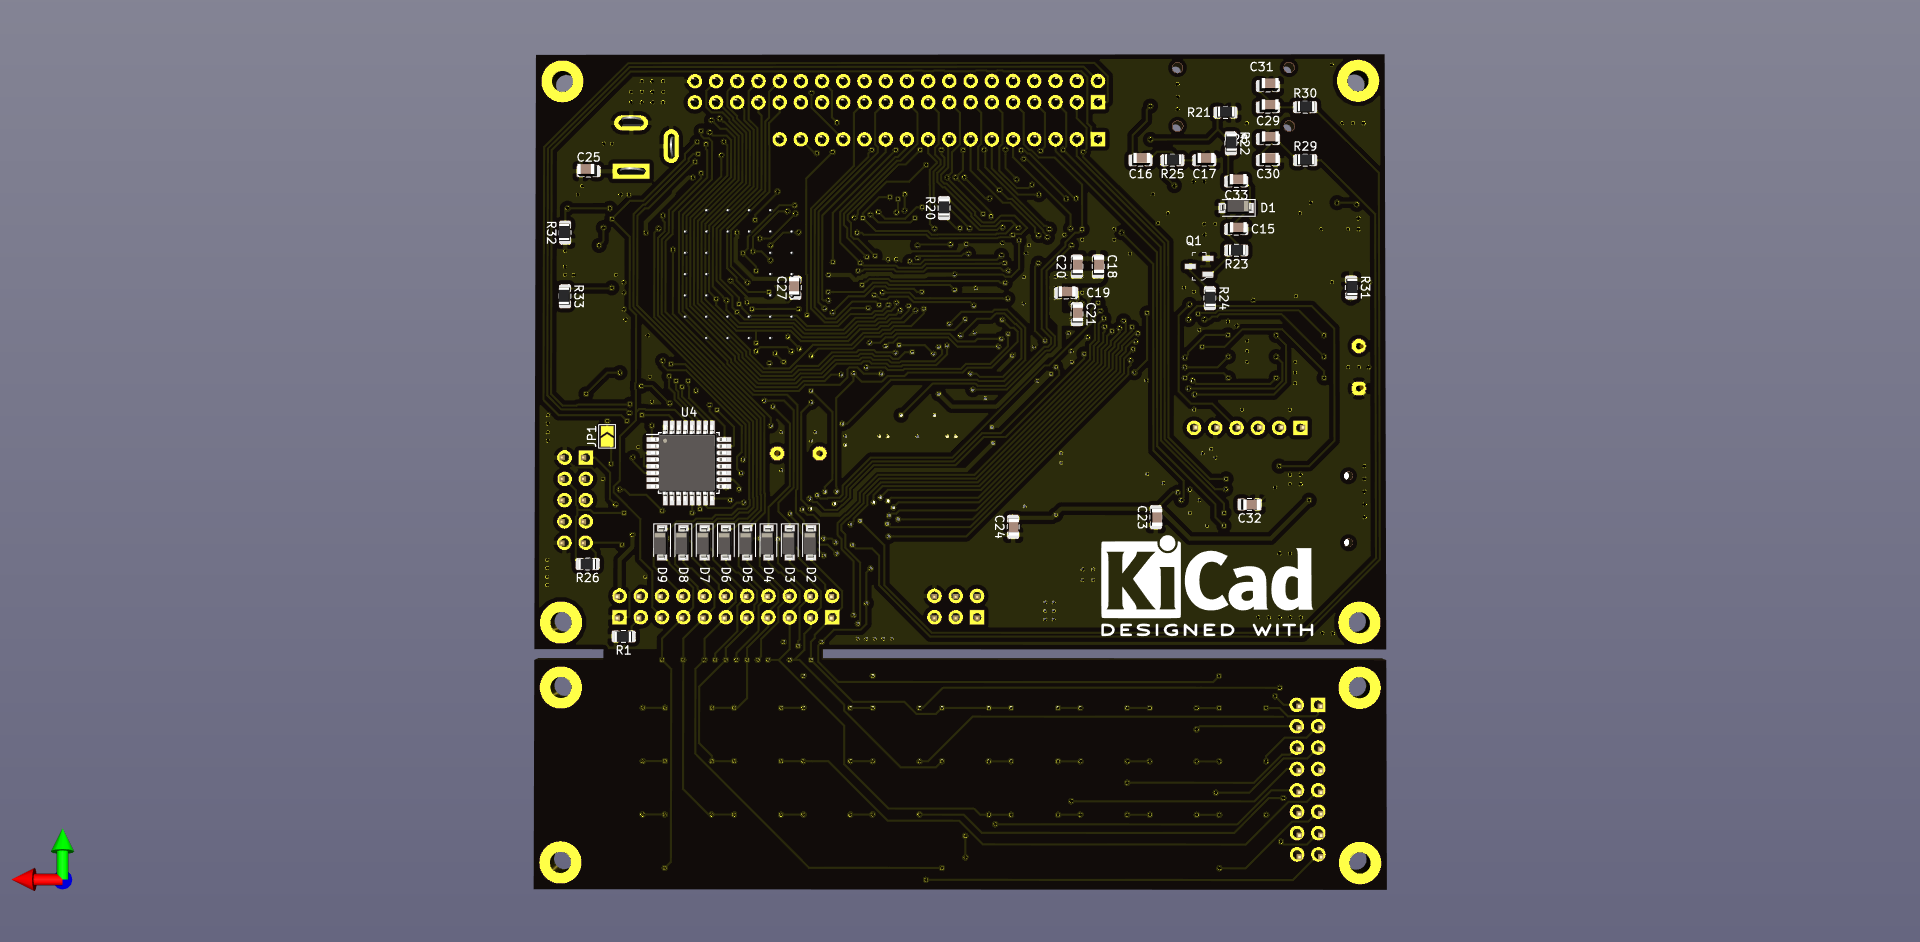 C31
R30
R21
C29
R22
R29
C25
C16
R25
C17
C30
C33
R20
D1
R32
C15
Q1
R23
C20
C18
C27
C19
R33
R24
R31
C21
U4
JP1
C32
C23
C24
R26
D9
D8
D7
D6
D5
D4
D3
D2
KiCad
DESIGNED WITH
R1